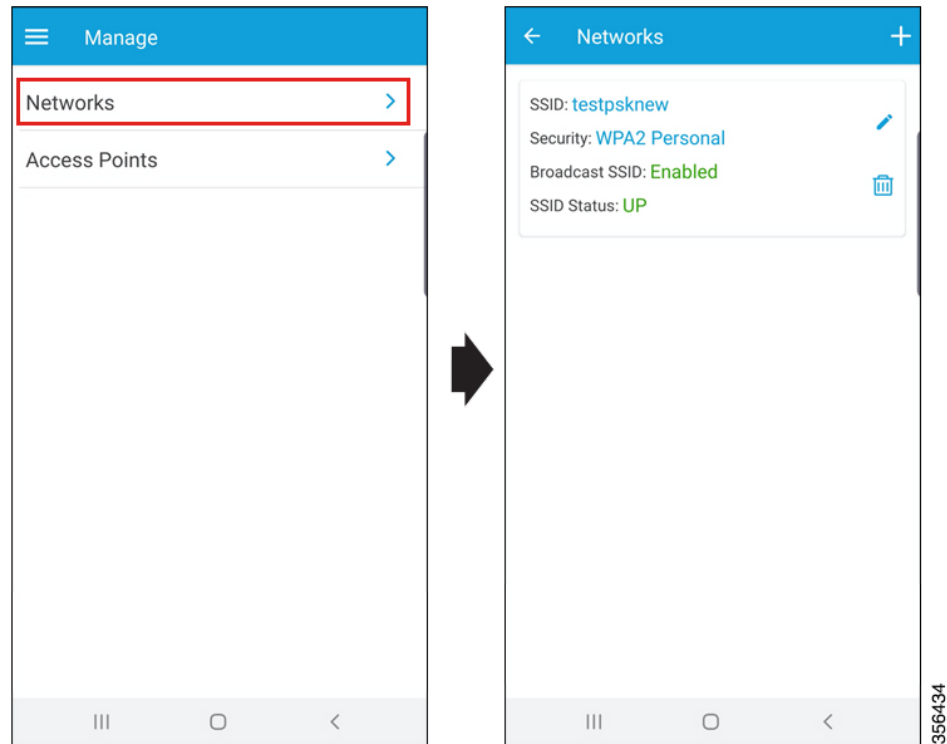 Manage
Networks
Access Points
Networks
SSID: testpsknew
Security: WPA2 Personal
Broadcast SSID: Enabled
SSID Status: UP
356434